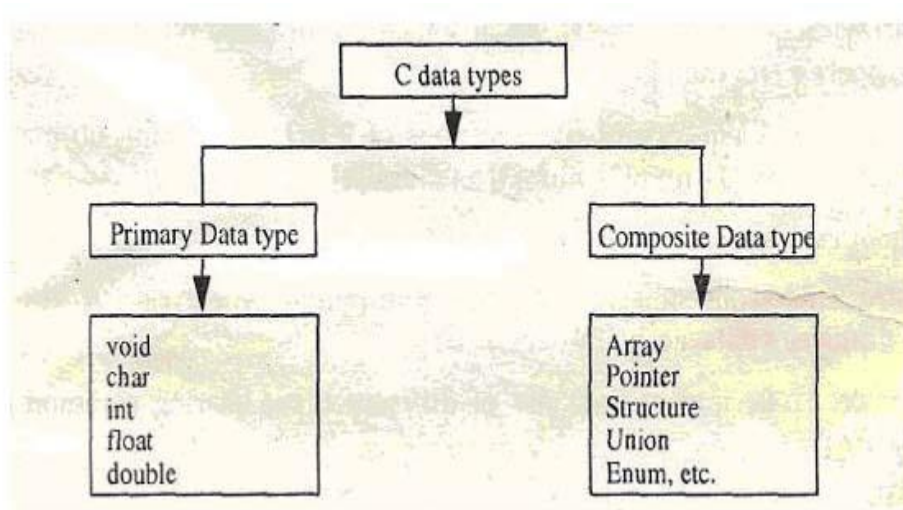 C data types
Primary Data type
Composite Data type
void
char
int
float
double
Array
Pointer
Structure
Union
Enum, etc.